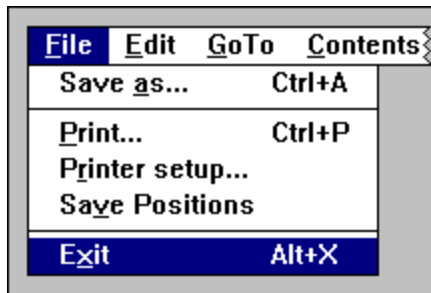 File Edit GoTo Contents
Save as... Ctrl+A
Print... Ctrl+P
Printer setup...
Save Positions
Exit Alt+X